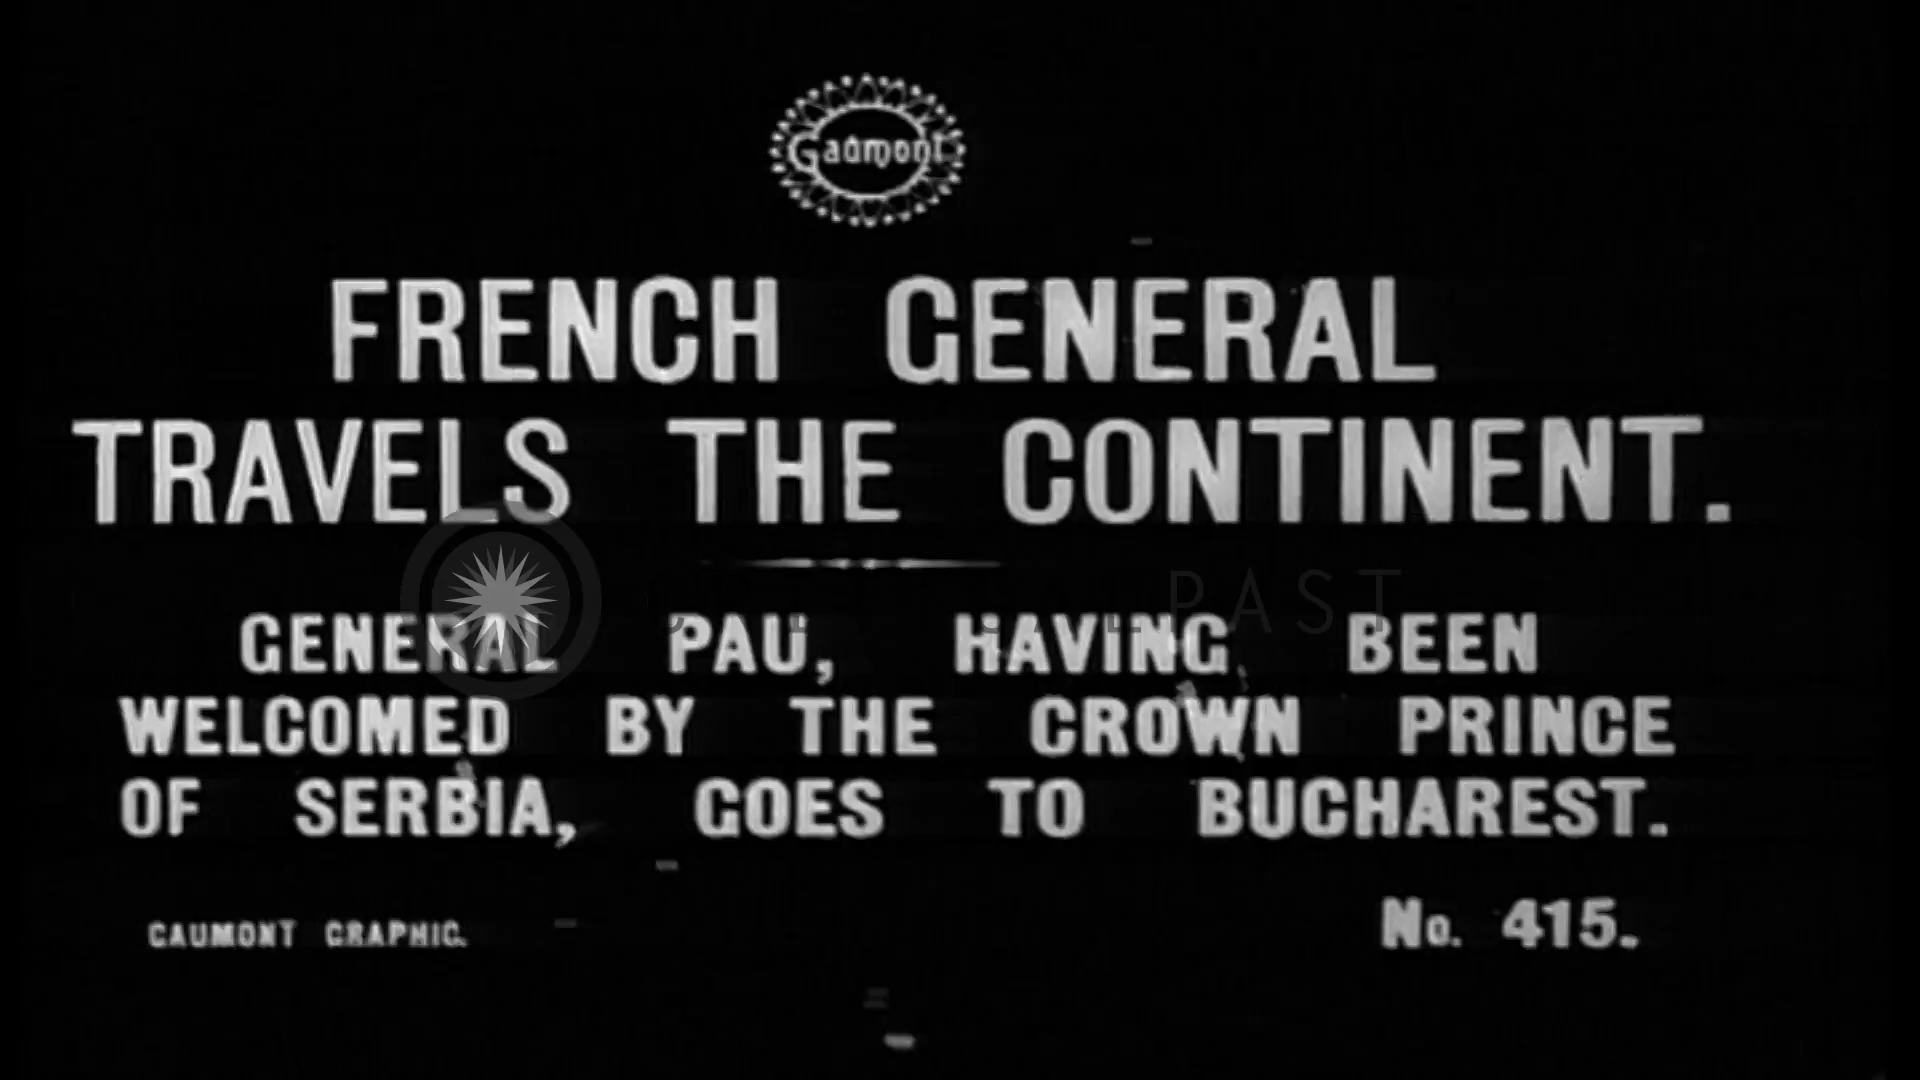 Gaumont
FRENCH GENERAL
TRAVELS THE CONTINENT.
PAST
GENERAL PAU, HAVING BEEN
WELCOMED BY THE CROWN PRINCE
OF SERBIA, GOES TO BUCHAREST.
GAUMONT GRAPHIC.
No. 415.